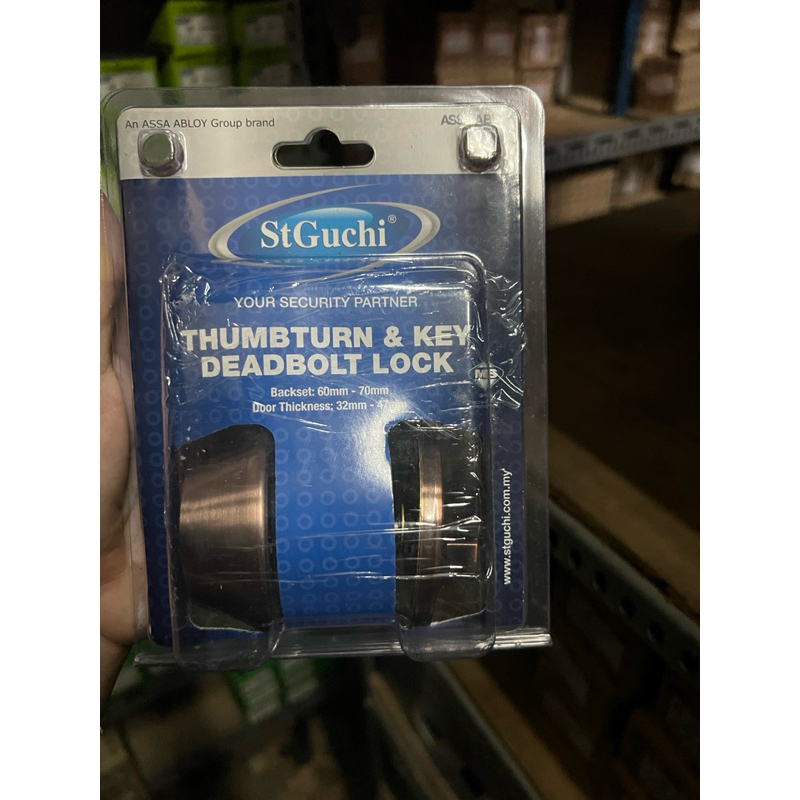 An ASSA ABLOY Group brand
StGuchi®
YOUR SECURITY PARTNER
THUMBTURN & KEY
DEADBOLT LOCK
Backset: 60mm - 70mm
Door Thickness: 32mm -
www.stguchi.com.my